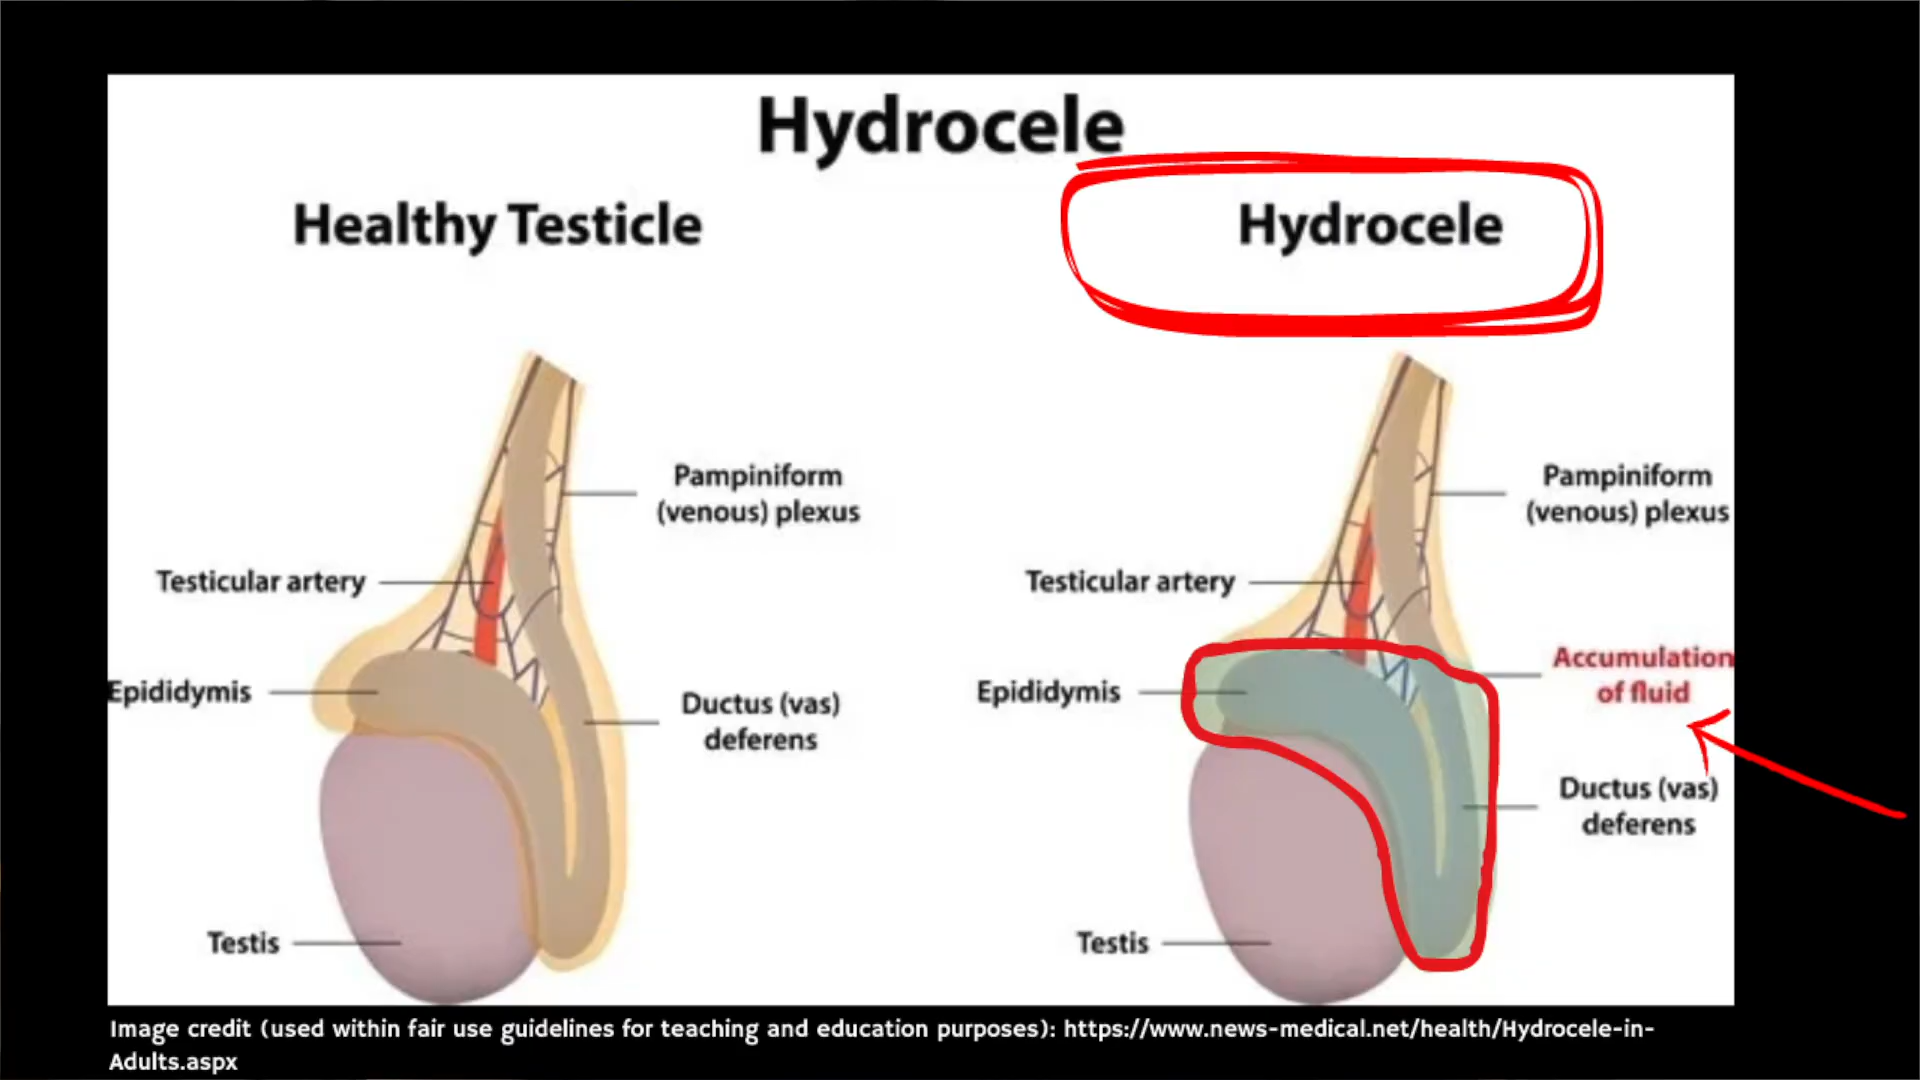 Hydrocele
Healthy Testicle
Hydrocele
Pampiniform
(venous) plexus
Testicular artery
Epididymis
Ductus (vas)
deferens
Testis
Pampiniform
(venous) plexus
Testicular artery
Accumulation
of fluid
Epididymis
Ductus (vas)
deferens
Testis
Image credit (used within fair use guidelines for teaching and education purposes): https://www.news-medical.net/health/Hydrocele-in-
Adults.aspx